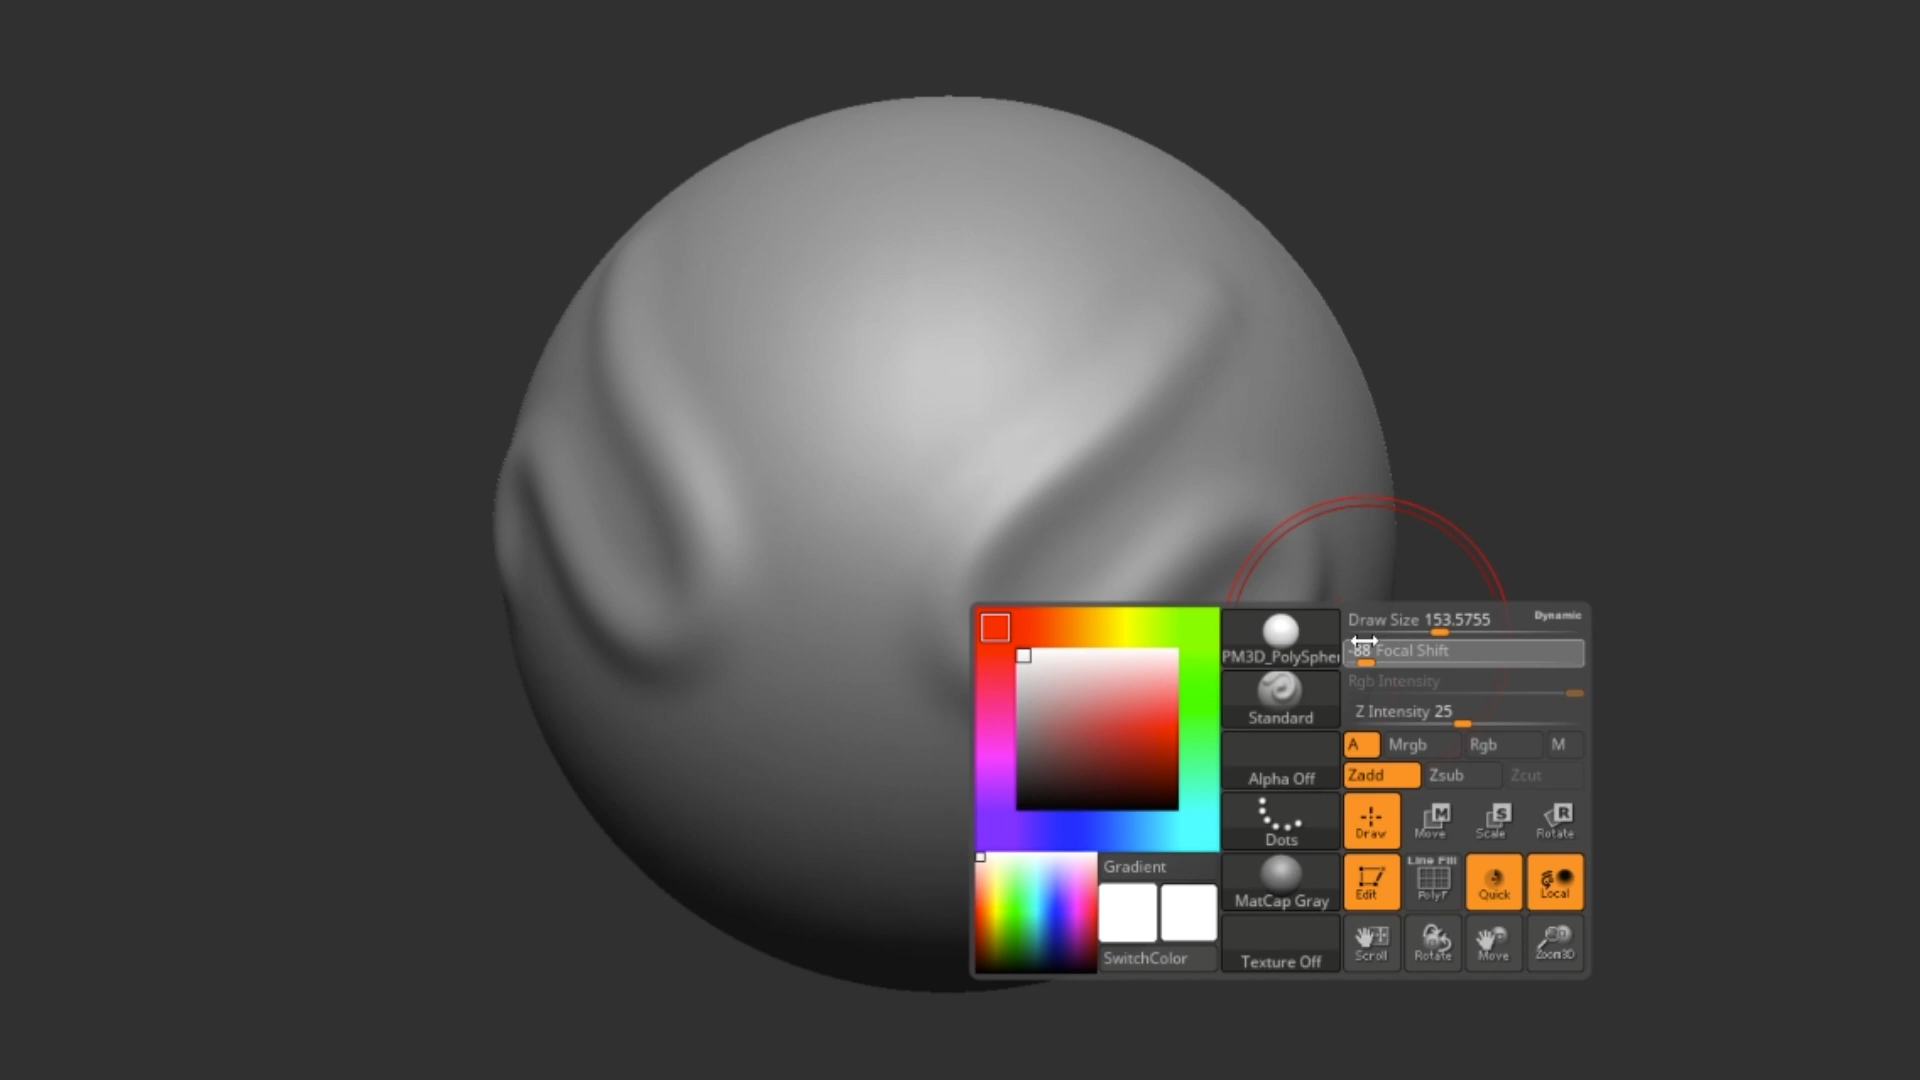 Draw Size 153.5755
Dynamic
-88 Focal Shift
Rgb Intensity
Z Intensity 25
A Mrgb Rgb M
Zadd Zsub Zcut
Draw Move Scale Rotate
Line Fill
Edit PolyF Quick Local
Scroll Rotate Move Zoom3D
PM3D_PolySpher
Standard
Alpha Off
Dots
MatCap Gray
Texture Off
Gradient
SwitchColor